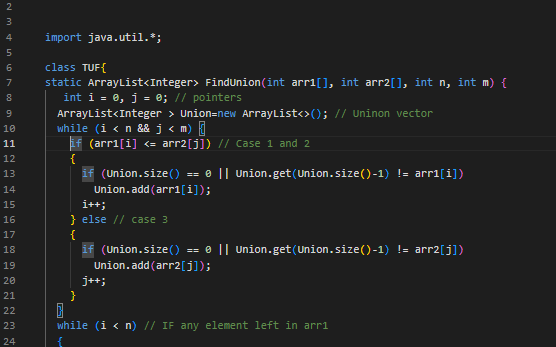 2
3
4 import java.util.*;
5
6 class TUF{
7 static ArrayList<Integer> FindUnion(int arr1[], int arr2[], int n, int m) {
8 int i = 0, j = 0; // pointers
9 ArrayList<Integer > Union=new ArrayList<>(); // Uninon vector
10 while (i < n && j < m) {
11 if (arr1[i] <= arr2[j]) // Case 1 and 2
12 {
13 if (Union.size() == 0 || Union.get(Union.size()-1) != arr1[i])
14 Union.add(arr1[i]);
15 i++;
16 } else // case 3
17 {
18 if (Union.size() == 0 || Union.get(Union.size()-1) != arr2[j])
19 Union.add(arr2[j]);
20 j++;
21 }
22 }
23 while (i < n) // IF any element left in arr1
24 {